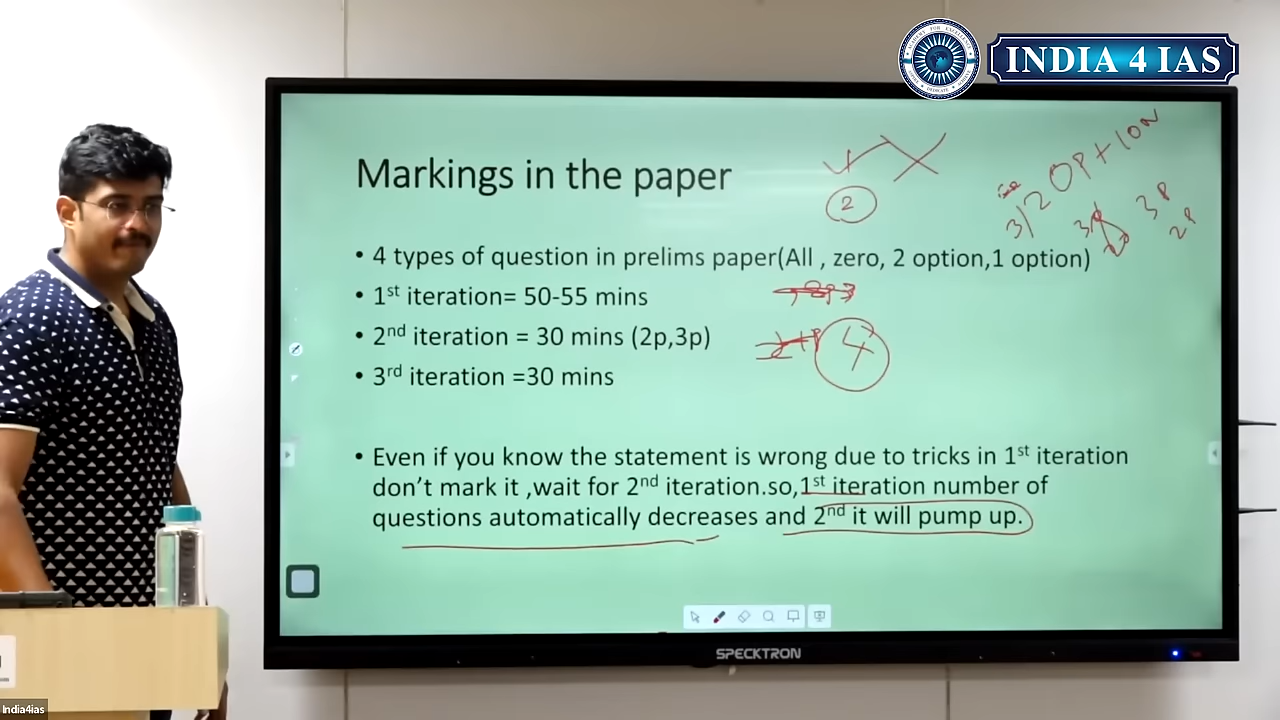 INDIA 4 IAS
Markings in the paper
2
3/2 OPTION
3P
2P
• 4 types of question in prelims paper(All , zero, 2 option,1 option)
• 1st iteration= 50-55 mins
• 2nd iteration = 30 mins (2p,3p)
4
• 3rd iteration =30 mins
• Even if you know the statement is wrong due to tricks in 1st iteration
don’t mark it ,wait for 2nd iteration.so,1st iteration number of
questions automatically decreases and 2nd it will pump up.
SPECKTRON
India4ias